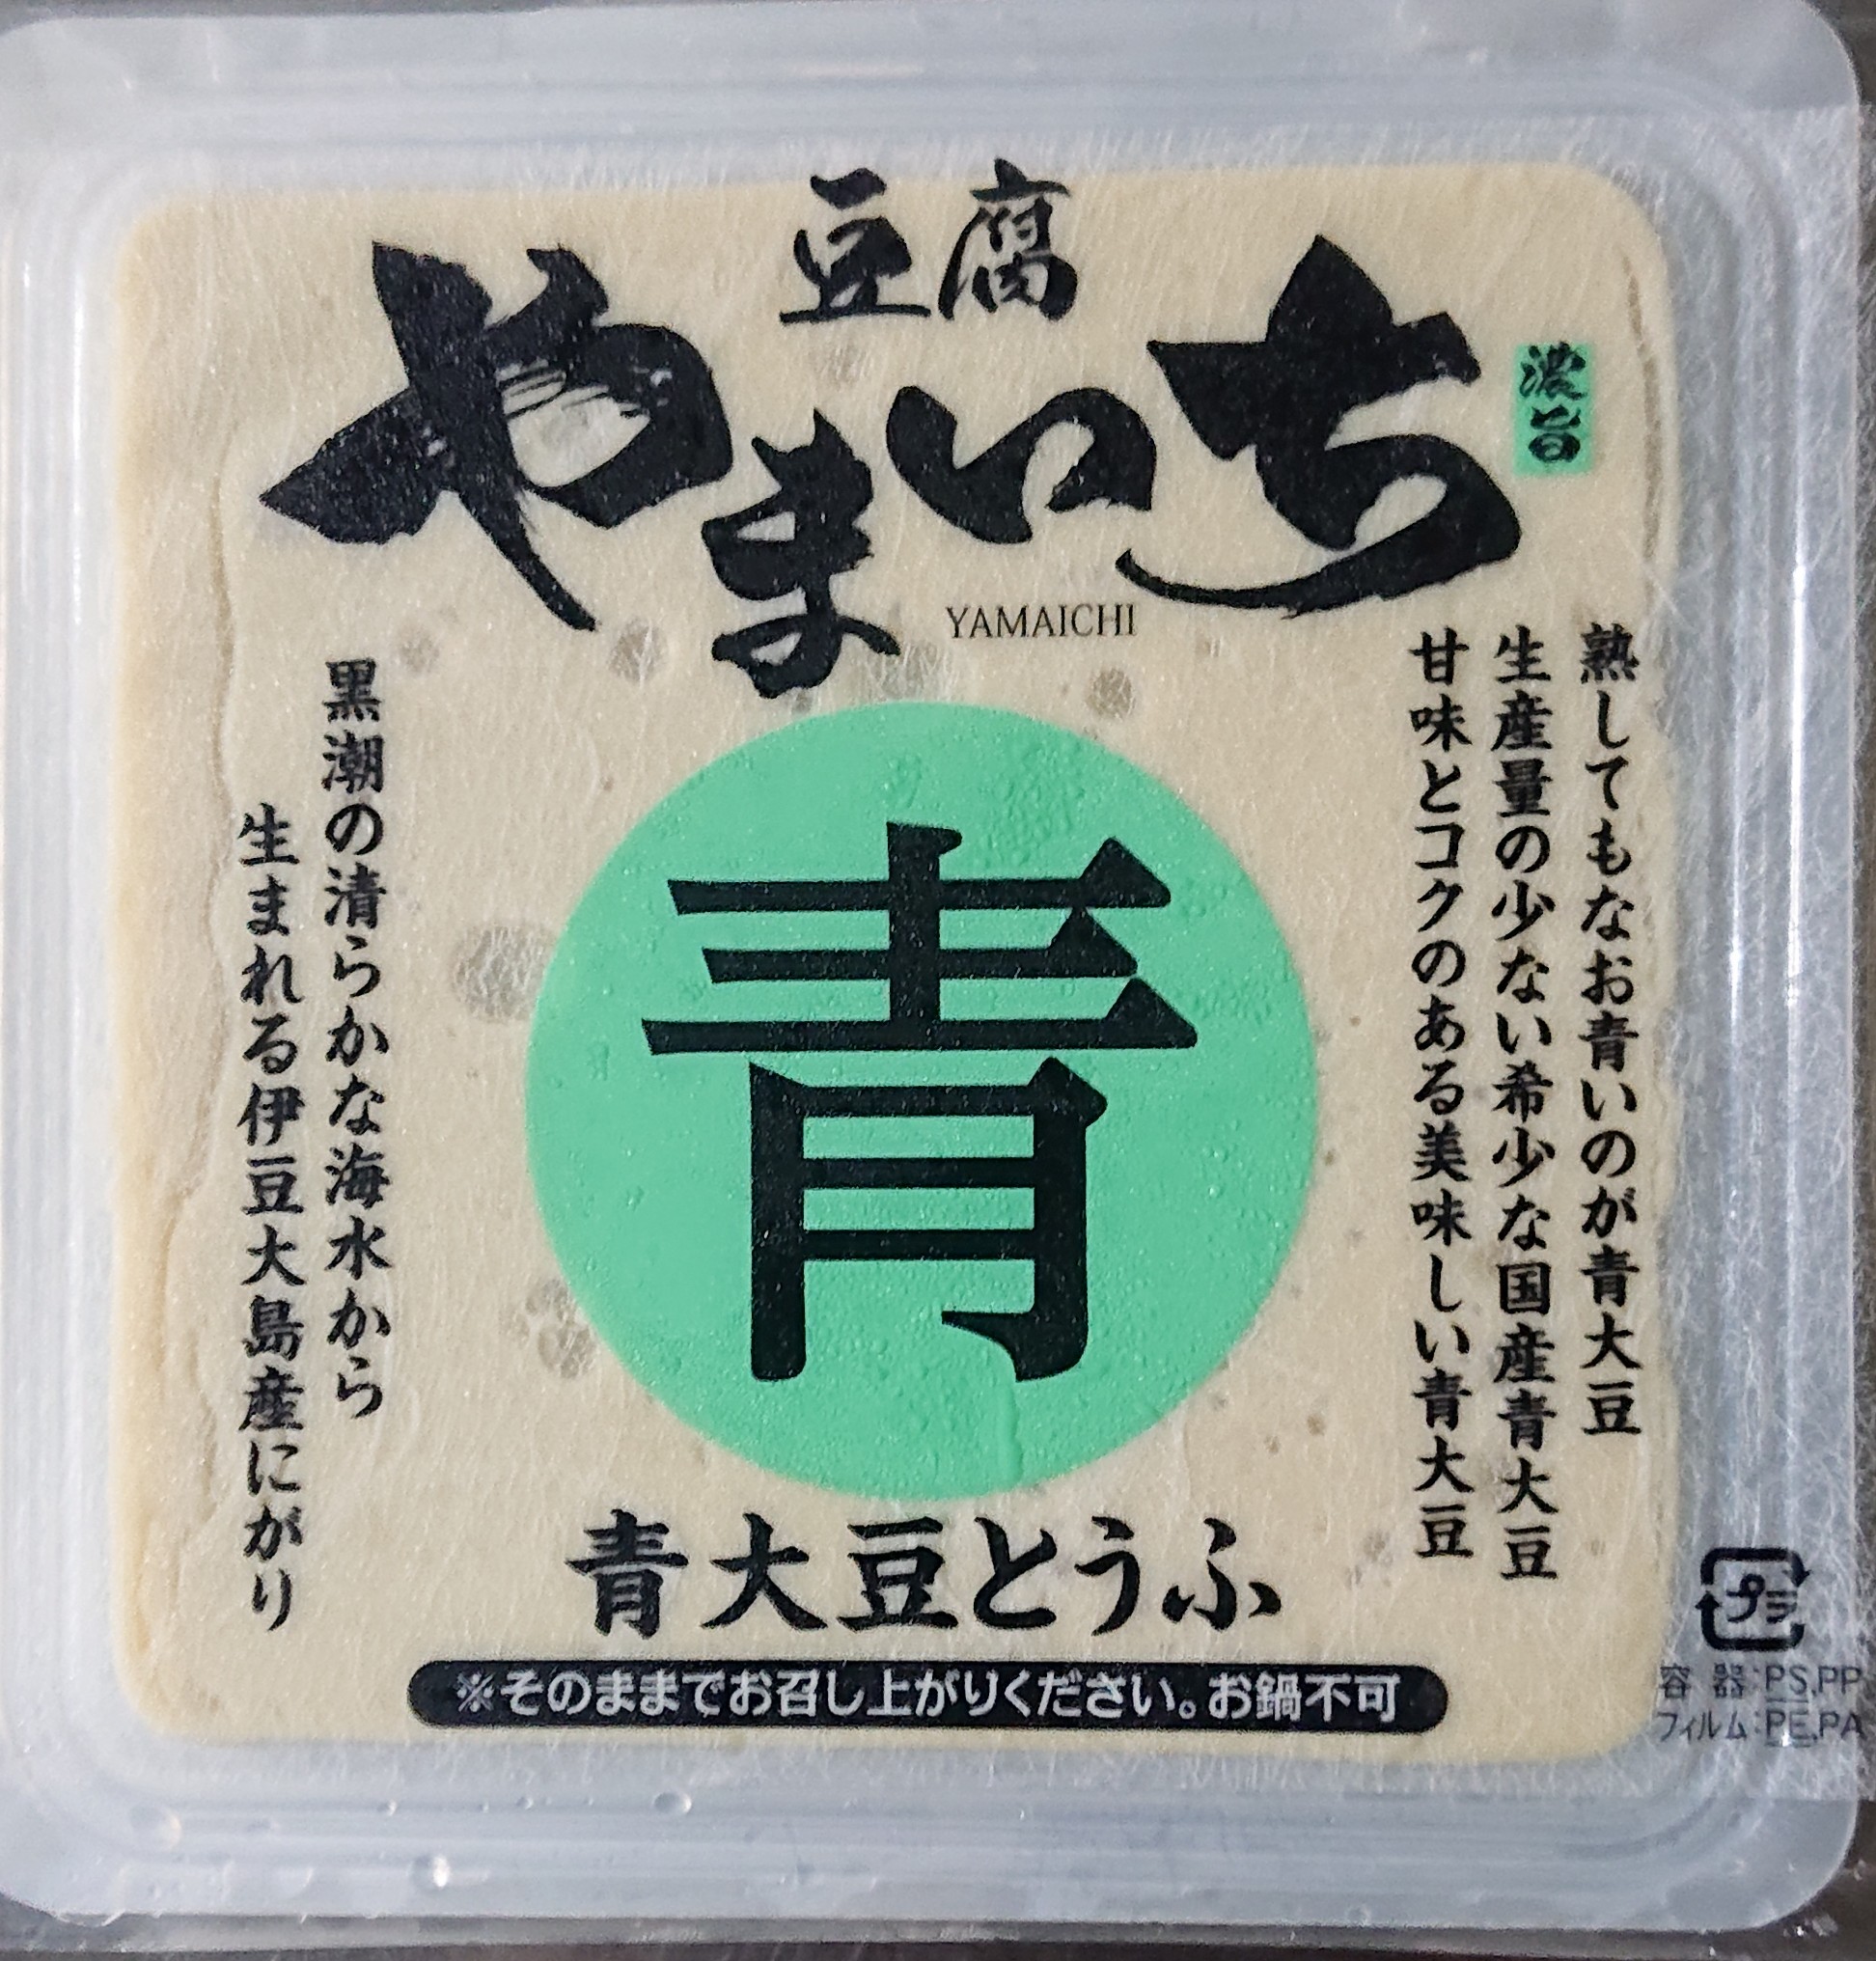 豆腐
やまいち
YAMAICHI
濃旨
熟してもなお青いのが青大豆
生産量の少ない希少な国産青大豆
甘味とコクのある美味しい青大豆
青
黒潮の清らかな海水から
生まれる伊豆大島産にがり
青大豆とうふ
※そのままでお召し上がりください。お鍋不可
プラ
容器:PS,PP
フィルム:PE,PA